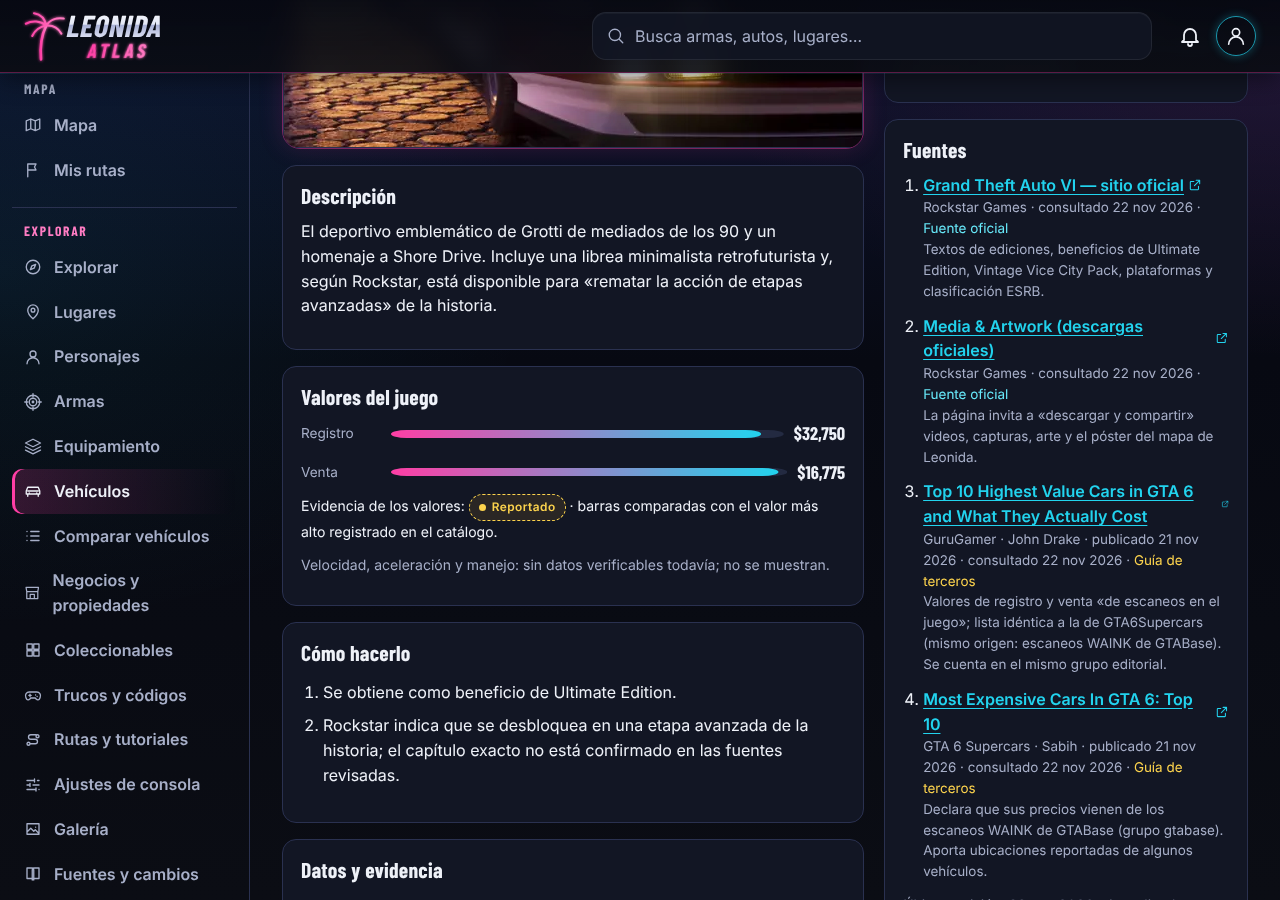 LEONIDA
ATLAS
Busca armas, autos, lugares...
MAPA
Mapa
Mis rutas
EXPLORAR
Explorar
Lugares
Personajes
Armas
Equipamiento
Vehículos
Comparar vehículos
Negocios y
propiedades
Coleccionables
Trucos y códigos
Rutas y tutoriales
Ajustes de consola
Galería
Fuentes y cambios
Descripción
El deportivo emblemático de Grotti de mediados de los 90 y un
homenaje a Shore Drive. Incluye una librea minimalista retrofuturista y,
según Rockstar, está disponible para «rematar la acción de etapas
avanzadas» de la historia.
Valores del juego
Registro $32,750
Venta $16,775
Evidencia de los valores: Reportado · barras comparadas con el valor más
alto registrado en el catálogo.
Velocidad, aceleración y manejo: sin datos verificables todavía; no se muestran.
Cómo hacerlo
1. Se obtiene como beneficio de Ultimate Edition.
2. Rockstar indica que se desbloquea en una etapa avanzada de la
historia; el capítulo exacto no está confirmado en las fuentes
revisadas.
Datos y evidencia
Fuentes
1. Grand Theft Auto VI — sitio oficial
Rockstar Games · consultado 22 nov 2026 ·
Fuente oficial
Textos de ediciones, beneficios de Ultimate
Edition, Vintage Vice City Pack, plataformas y
clasificación ESRB.
2. Media & Artwork (descargas
oficiales)
Rockstar Games · consultado 22 nov 2026 ·
Fuente oficial
La página invita a «descargar y compartir»
videos, capturas, arte y el póster del mapa de
Leonida.
3. Top 10 Highest Value Cars in GTA 6
and What They Actually Cost
GuruGamer · John Drake · publicado 21 nov
2026 · consultado 22 nov 2026 · Guía de
terceros
Valores de registro y venta «de escaneos en el
juego»; lista idéntica a la de GTA6Supercars
(mismo origen: escaneos WAINK de GTABase).
Se cuenta en el mismo grupo editorial.
4. Most Expensive Cars In GTA 6: Top
10
GTA 6 Supercars · Sabih · publicado 21 nov
2026 · consultado 22 nov 2026 · Guía de
terceros
Declara que sus precios vienen de los
escaneos WAINK de GTABase (grupo gtabase).
Aporta ubicaciones reportadas de algunos
vehículos.